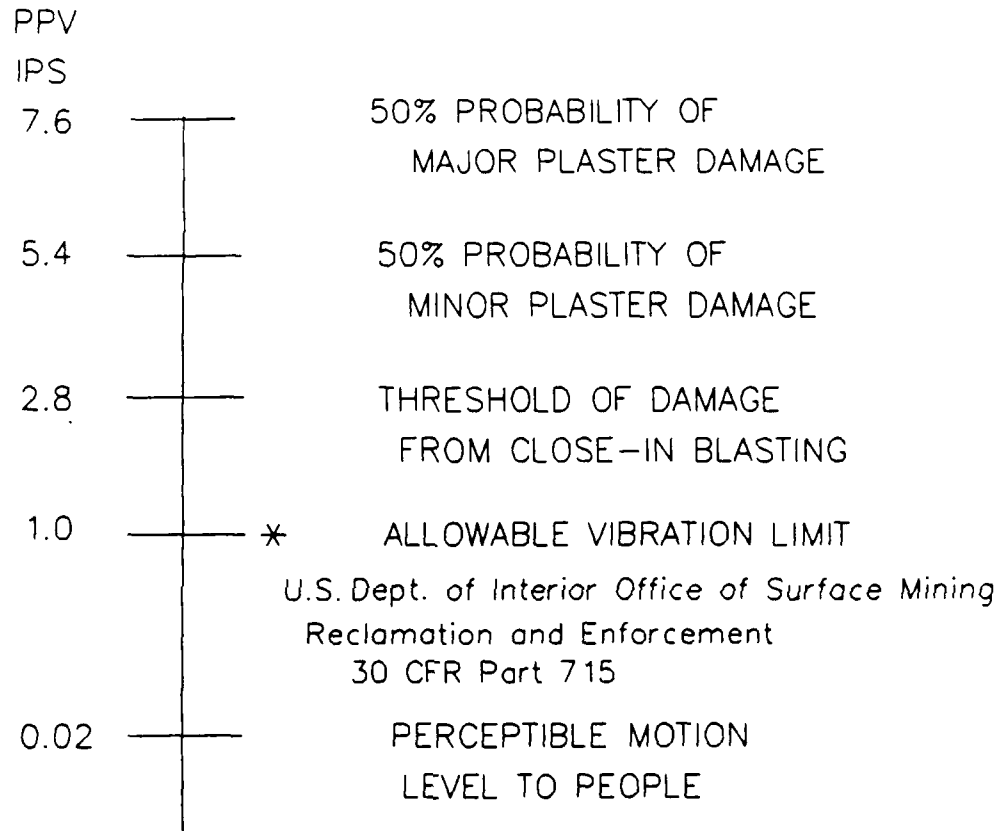 PPV
IPS
7.6 50% PROBABILITY OF
MAJOR PLASTER DAMAGE
5.4 50% PROBABILITY OF
MINOR PLASTER DAMAGE
2.8 THRESHOLD OF DAMAGE
FROM CLOSE-IN BLASTING
1.0 * ALLOWABLE VIBRATION LIMIT
U.S. Dept. of Interior Office of Surface Mining
Reclamation and Enforcement
30 CFR Part 715
0.02 PERCEPTIBLE MOTION
LEVEL TO PEOPLE